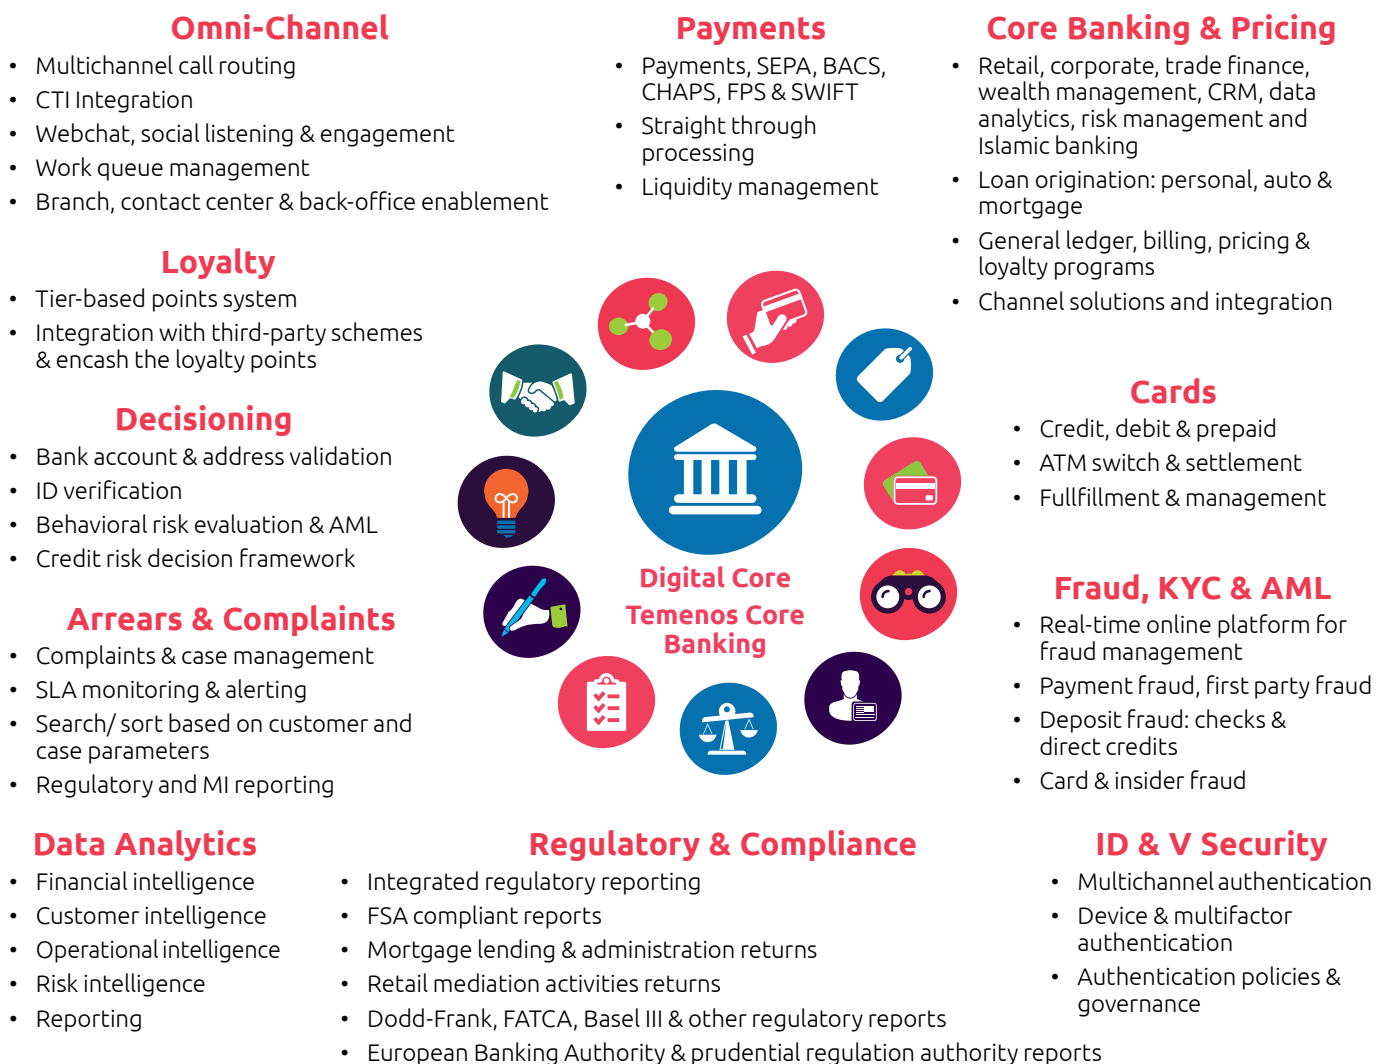 Omni-Channel
• Multichannel call routing
• CTI Integration
• Webchat, social listening & engagement
• Work queue management
• Branch, contact center & back-office enablement
Payments
• Payments, SEPA, BACS,
CHAPS, FPS & SWIFT
• Straight through
processing
• Liquidity management
Core Banking & Pricing
• Retail, corporate, trade finance,
wealth management, CRM, data
analytics, risk management and
Islamic banking
• Loan origination: personal, auto &
mortgage
• General ledger, billing, pricing &
loyalty programs
• Channel solutions and integration
Loyalty
• Tier-based points system
• Integration with third-party schemes
& encash the loyalty points
Decisioning
• Bank account & address validation
• ID verification
• Behavioral risk evaluation & AML
• Credit risk decision framework
Digital Core
Temenos Core
Banking
Cards
• Credit, debit & prepaid
• ATM switch & settlement
• Fullfillment & management
Arrears & Complaints
• Complaints & case management
• SLA monitoring & alerting
• Search/ sort based on customer and
case parameters
• Regulatory and MI reporting
Fraud, KYC & AML
• Real-time online platform for
fraud management
• Payment fraud, first party fraud
• Deposit fraud: checks &
direct credits
• Card & insider fraud
Data Analytics
• Financial intelligence
• Customer intelligence
• Operational intelligence
• Risk intelligence
• Reporting
Regulatory & Compliance
• Integrated regulatory reporting
• FSA compliant reports
• Mortgage lending & administration returns
• Retail mediation activities returns
• Dodd-Frank, FATCA, Basel III & other regulatory reports
• European Banking Authority & prudential regulation authority reports
ID & V Security
• Multichannel authentication
• Device & multifactor
authentication
• Authentication policies &
governance